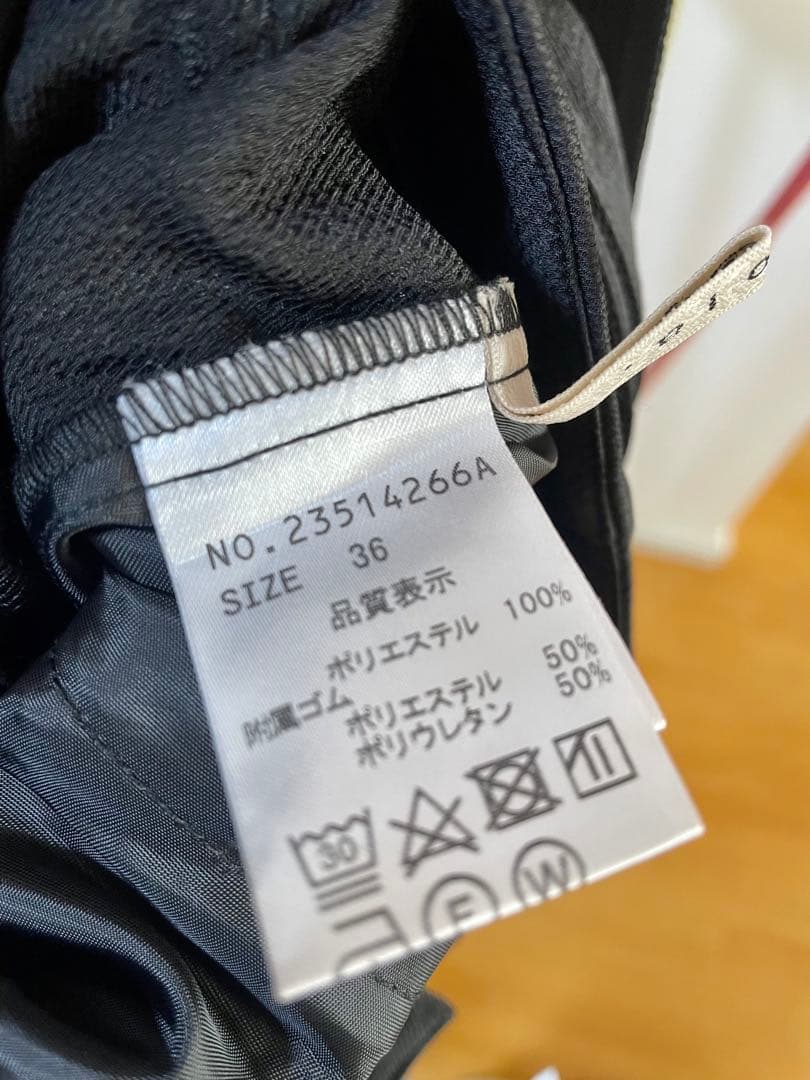 NO.23514266A
SIZE 36
品質表示
ポリエステル 100%
附属ゴム
ポリエステル 50%
ポリウレタン 50%
30
F W